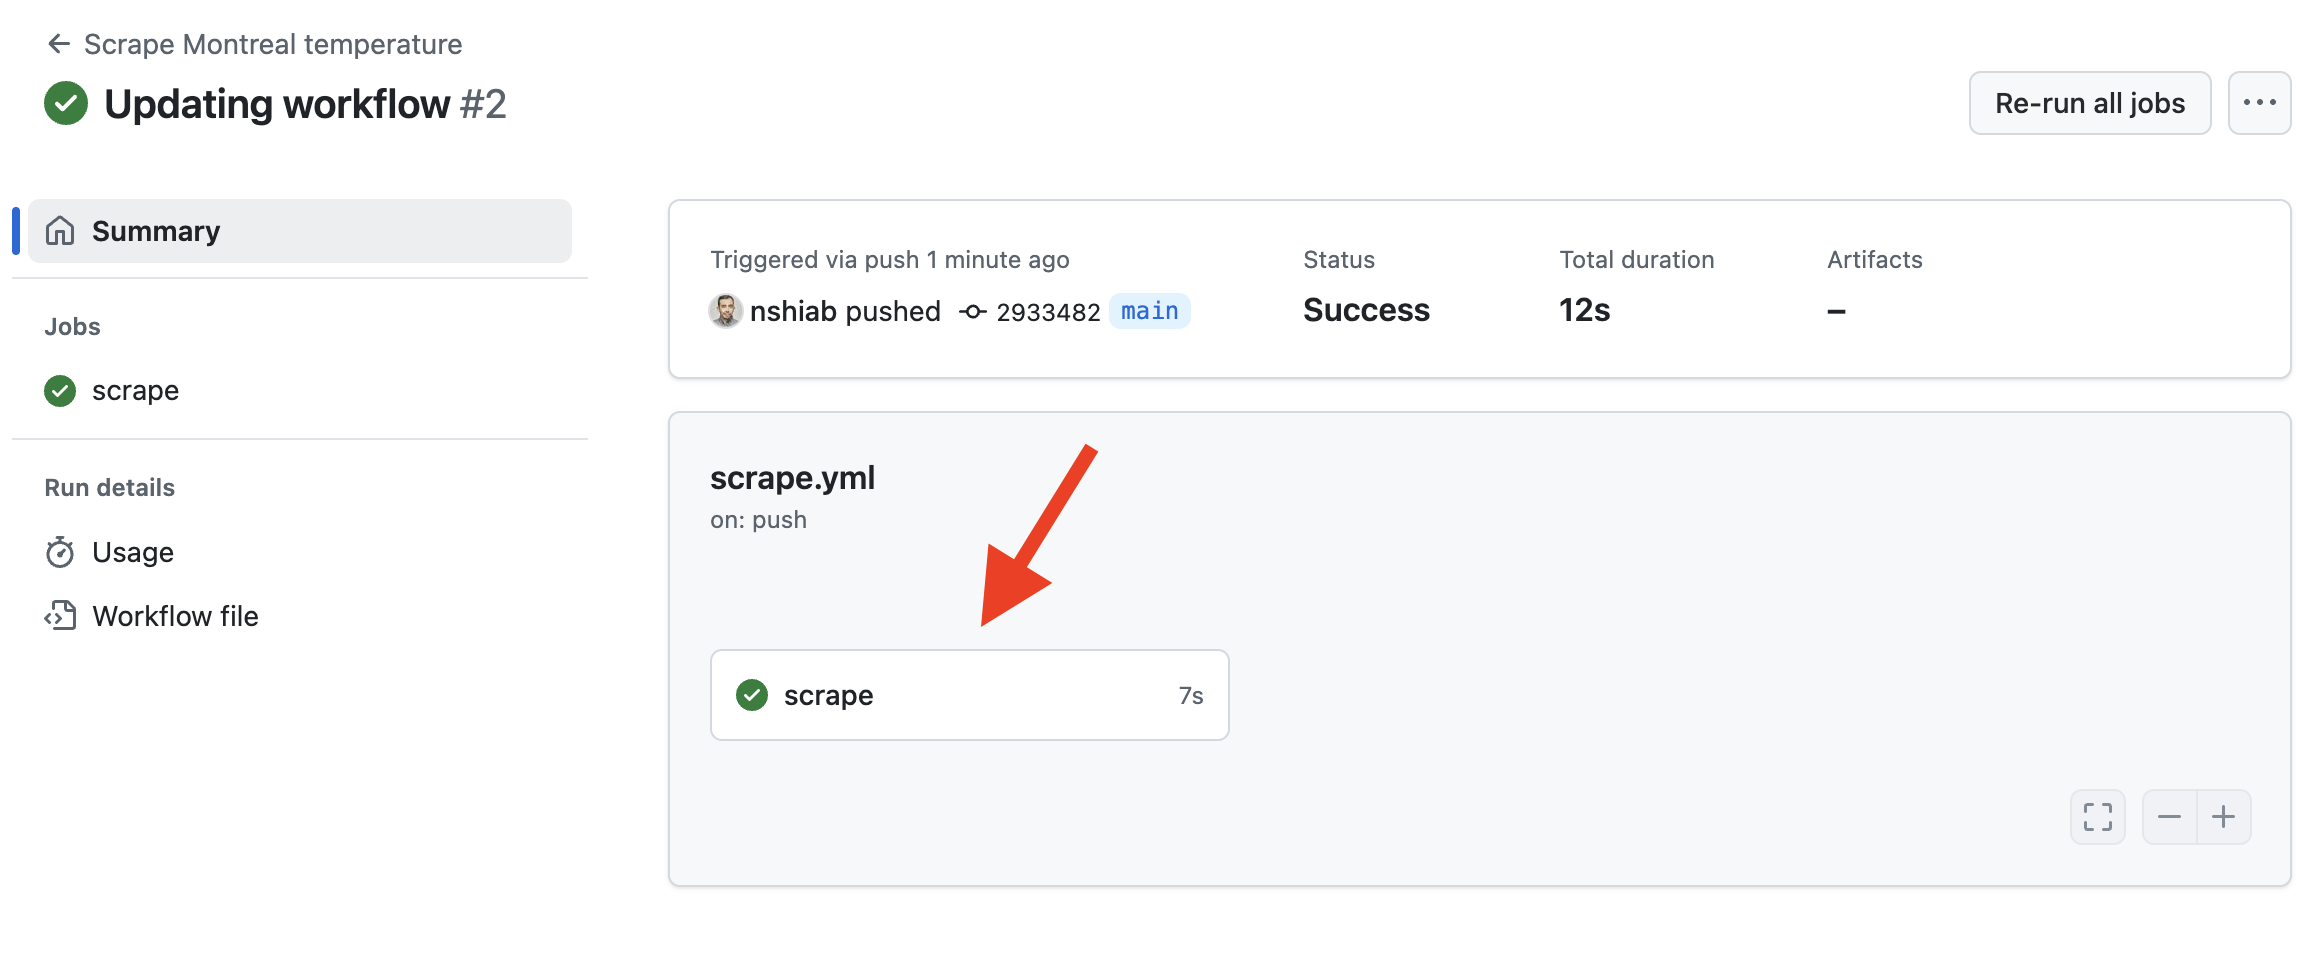 Scrape Montreal temperature
Updating workflow #2
Re-run all jobs
Summary
Jobs
scrape
Run details
Usage
Workflow file
Triggered via push 1 minute ago
nshiab pushed 2933482 main
Status
Success
Total duration
12s
Artifacts
–
scrape.yml
on: push
scrape 7s